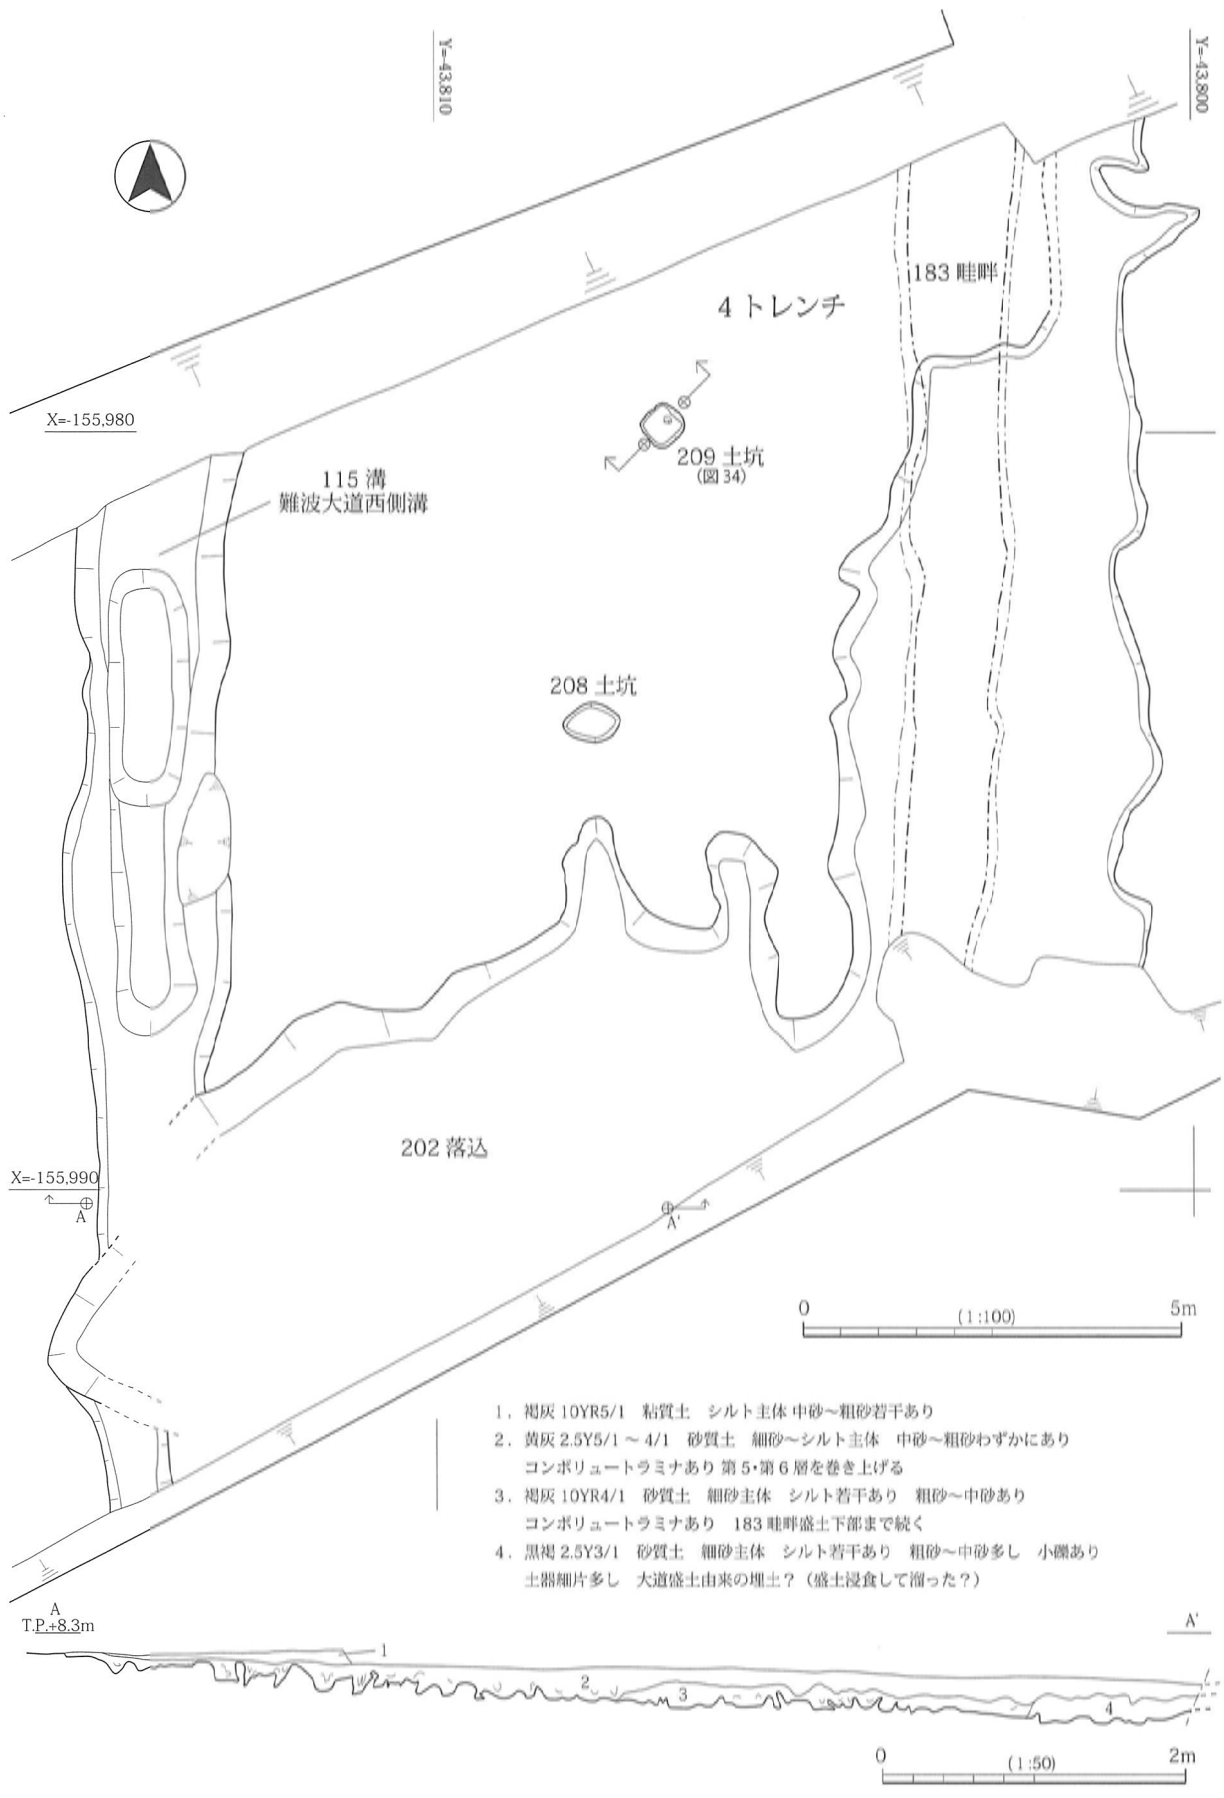 Y=-43,810
Y=-43,800
183 畦畔
4 トレンチ
X=-155,980
209 土坑
(図 34)
115 溝
難波大道西側溝
208 土坑
202 落込
X=-155,990
A
A'
0 5m
(1:100)
1. 褐灰 10YR5/1 粘質土 シルト主体 中砂～粗砂若干あり
2. 黄灰 2.5Y5/1 ～ 4/1 砂質土 細砂～シルト主体 中砂～粗砂わずかにあり
コンボリュートラミナあり 第5・第6層を巻き上げる
3. 褐灰 10YR4/1 砂質土 細砂主体 シルト若干あり 粗砂～中砂あり
コンボリュートラミナあり 183 畦畔盛土下部まで続く
4. 黒褐 2.5Y3/1 砂質土 細砂主体 シルト若干あり 粗砂～中砂多し 小礫あり
土器細片多し 大道盛土由来の埋土？（盛土浸食して溜った？）
A
T.P.+8.3m
A'
1
2
3
4
0 2m
(1:50)